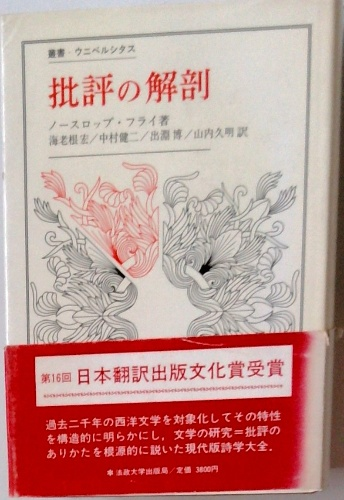 叢書・ウニベルシタス
批評の解剖
ノースロップ・フライ著
海老根宏/中村健二/出淵博/山内久明訳
第16回 日本翻訳出版文化賞受賞
過去二千年の西洋文学を対象化してその特性
を構造的に明らかにし，文学の研究＝批評の
ありかたを根源的に説いた現代版詩学大全．
＊法政大学出版局/定価 3800円